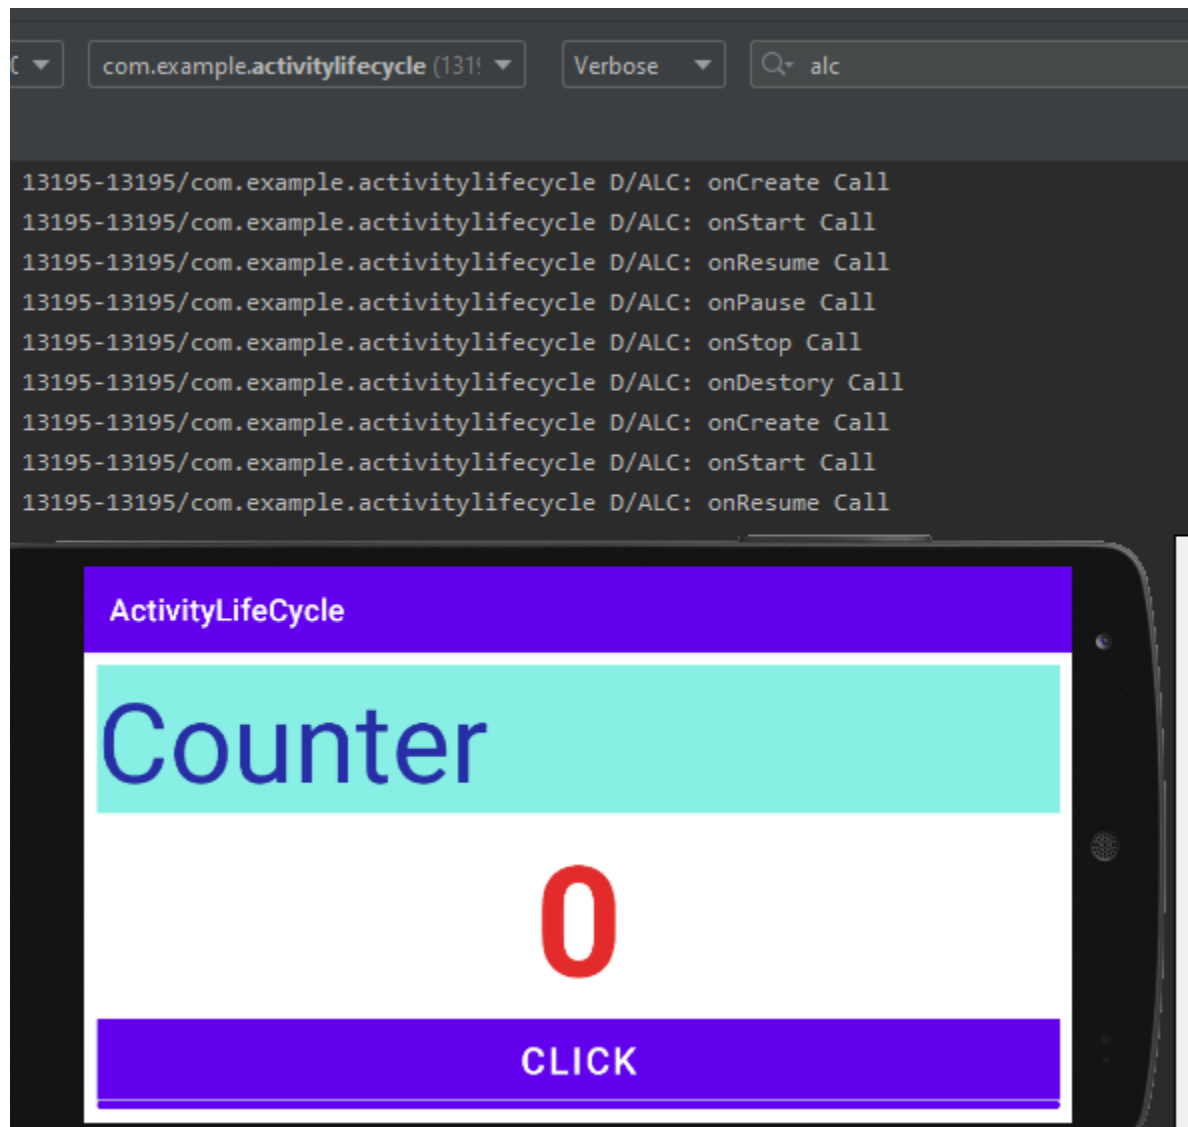 com.example.activitylifecycle (1319
Verbose
alc
13195-13195/com.example.activitylifecycle D/ALC: onCreate Call
13195-13195/com.example.activitylifecycle D/ALC: onStart Call
13195-13195/com.example.activitylifecycle D/ALC: onResume Call
13195-13195/com.example.activitylifecycle D/ALC: onPause Call
13195-13195/com.example.activitylifecycle D/ALC: onStop Call
13195-13195/com.example.activitylifecycle D/ALC: onDestory Call
13195-13195/com.example.activitylifecycle D/ALC: onCreate Call
13195-13195/com.example.activitylifecycle D/ALC: onStart Call
13195-13195/com.example.activitylifecycle D/ALC: onResume Call
ActivityLifeCycle
Counter
0
CLICK